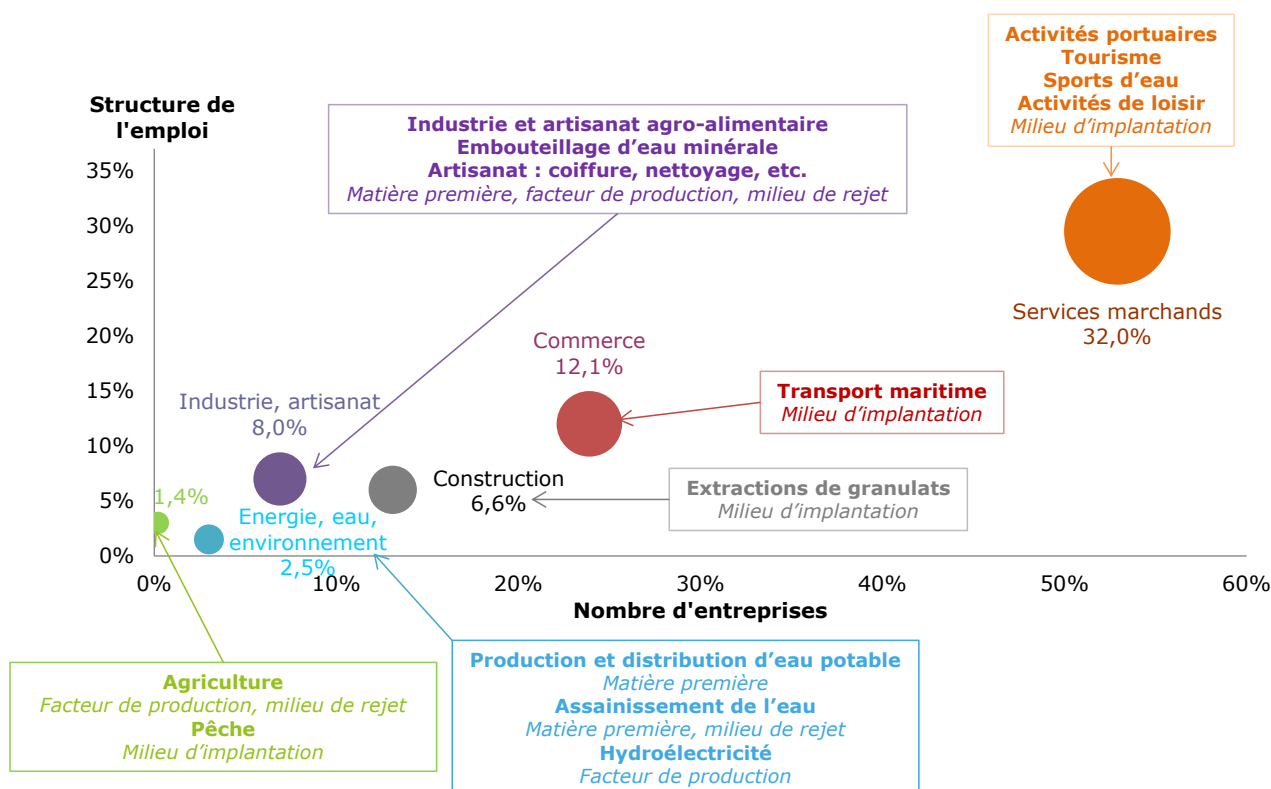 Activités portuaires
Tourisme
Sports d'eau
Activités de loisir
Milieu d'implantation
Structure de
l'emploi
Industrie et artisanat agro-alimentaire
Embouteillage d'eau minérale
Artisanat : coiffure, nettoyage, etc.
Matière première, facteur de production, milieu de rejet
35%
30%
25%
20%
15%
10%
5%
0%
Services marchands
32,0%
Commerce
12,1%
Transport maritime
Milieu d'implantation
Industrie, artisanat
8,0%
Construction
6,6%
Extractions de granulats
Milieu d'implantation
1,4%
Energie, eau,
environnement
2,5%
0%
10%
20%
30%
40%
50%
60%
Nombre d'entreprises
Agriculture
Facteur de production, milieu de rejet
Pêche
Milieu d'implantation
Production et distribution d'eau potable
Matière première
Assainissement de l'eau
Matière première, milieu de rejet
Hydroélectricité
Facteur de production